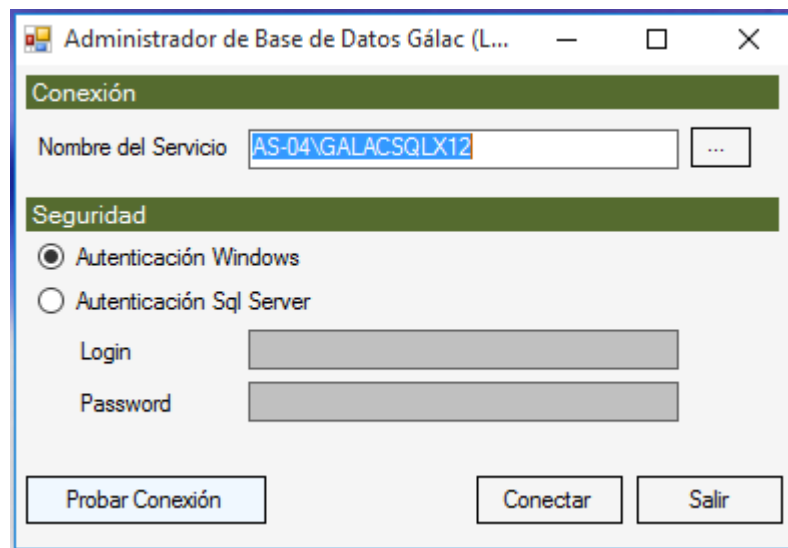 Administrador de Base de Datos Gálac (L...
Conexión
Nombre del Servicio AS-04\GALACSQLX12 ...
Seguridad
Autenticación Windows
Autenticación Sql Server
Login
Password
Probar Conexión Conectar Salir